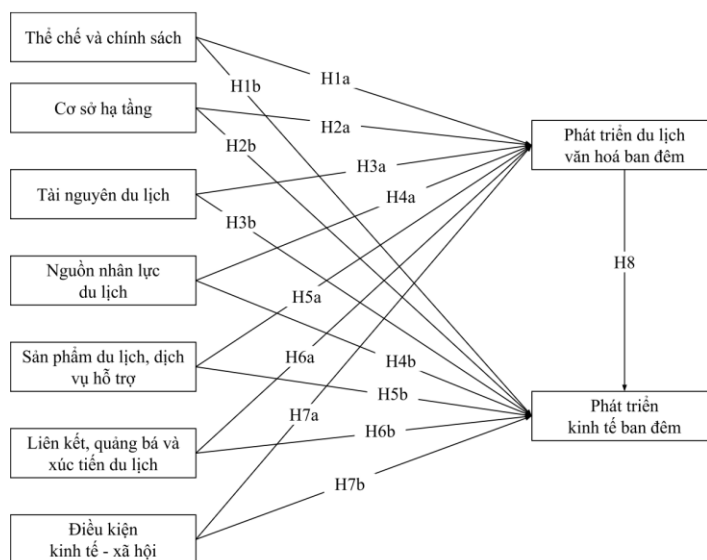 Thể chế và chính sách
H1a
H1b
Cơ sở hạ tầng
H2a
H2b
Phát triển du lịch
văn hoá ban đêm
Tài nguyên du lịch
H3a
H3b
H4a
Nguồn nhân lực
du lịch
H8
H5a
Sản phẩm du lịch, dịch
vụ hỗ trợ
H6a
H4b
H5b
Phát triển
kinh tế ban đêm
Liên kết, quảng bá và
xúc tiến du lịch
H7a
H6b
H7b
Điều kiện
kinh tế - xã hội